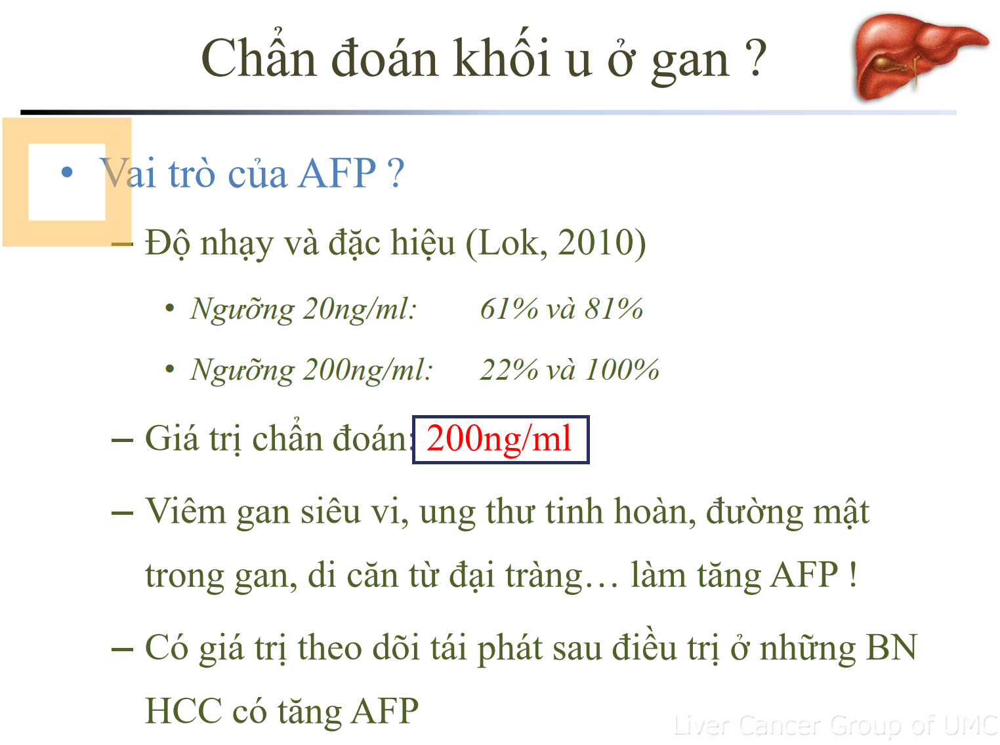 Chẩn đoán khối u ở gan ?
• Vai trò của AFP ?
– Độ nhạy và đặc hiệu (Lok, 2010)
• Ngưỡng 20ng/ml: 61% và 81%
• Ngưỡng 200ng/ml: 22% và 100%
– Giá trị chẩn đoán: 200ng/ml
– Viêm gan siêu vi, ung thư tinh hoàn, đường mật
trong gan, di căn từ đại tràng… làm tăng AFP !
– Có giá trị theo dõi tái phát sau điều trị ở những BN
HCC có tăng AFP
Liver Cancer Group of UMC